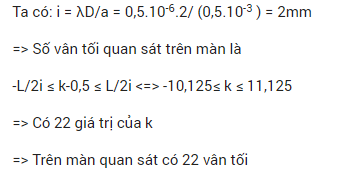 Ta có: i = λD/a = 0,5.10⁻⁶.2/ (0,5.10⁻³ ) = 2mm
=> Số vân tối quan sát trên màn là
-L/2i ≤ k-0,5 ≤ L/2i <=> -10,125≤ k ≤ 11,125
=> Có 22 giá trị của k
=> Trên màn quan sát có 22 vân tối